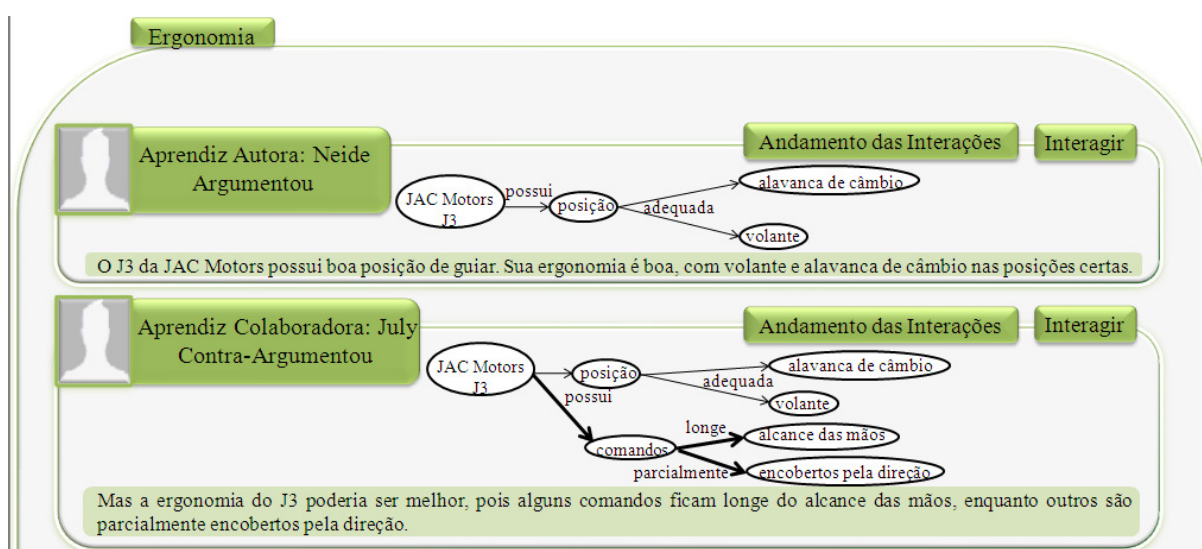 Ergonomia
Aprendiz Autora: Neide
Argumentou
Andamento das Interações
Interagir
JAC Motors
J3
possui
posição
adequada
alavanca de câmbio
volante
O J3 da JAC Motors possui boa posição de guiar. Sua ergonomia é boa, com volante e alavanca de câmbio nas posições certas.
Aprendiz Colaboradora: July
Contra-Argumentou
Andamento das Interações
Interagir
JAC Motors
J3
possui
posição
adequada
alavanca de câmbio
volante
comandos
longe
alcance das mãos
parcialmente
encobertos pela direção
Mas a ergonomia do J3 poderia ser melhor, pois alguns comandos ficam longe do alcance das mãos, enquanto outros são
parcialmente encobertos pela direção.